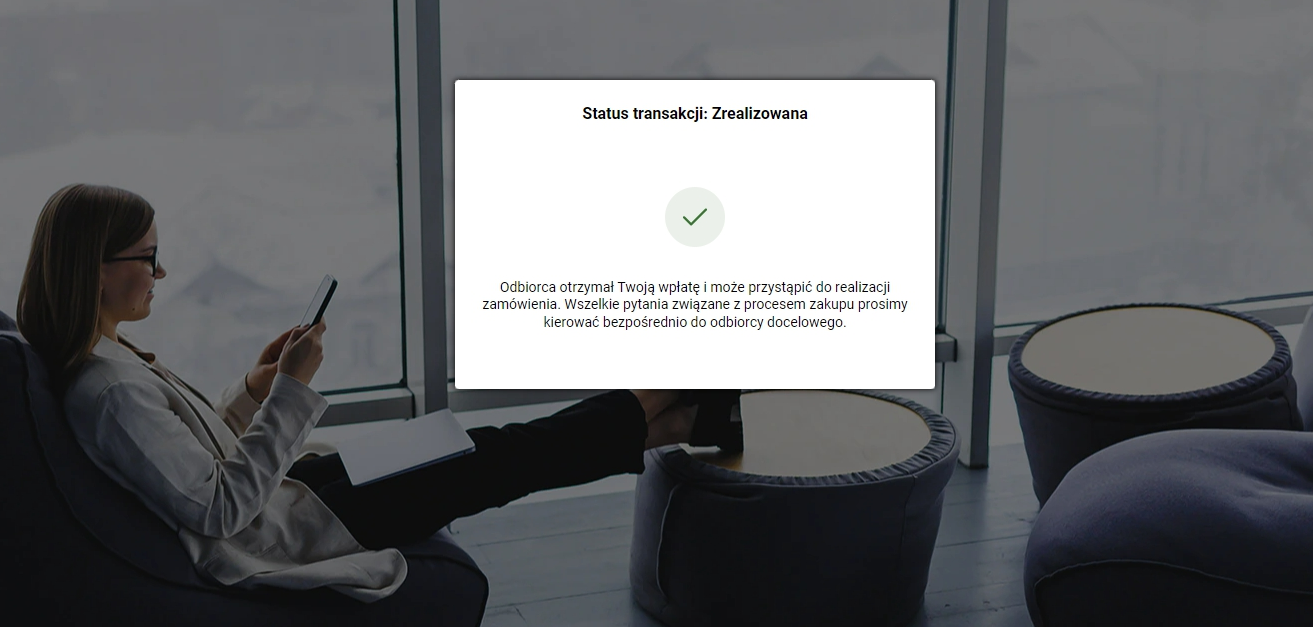 Status transakcji: Zrealizowana
Odbiorca otrzymał Twoją wpłatę i może przystąpić do realizacji
zamówienia. Wszelkie pytania związane z procesem zakupu prosimy
kierować bezpośrednio do odbiorcy docelowego.